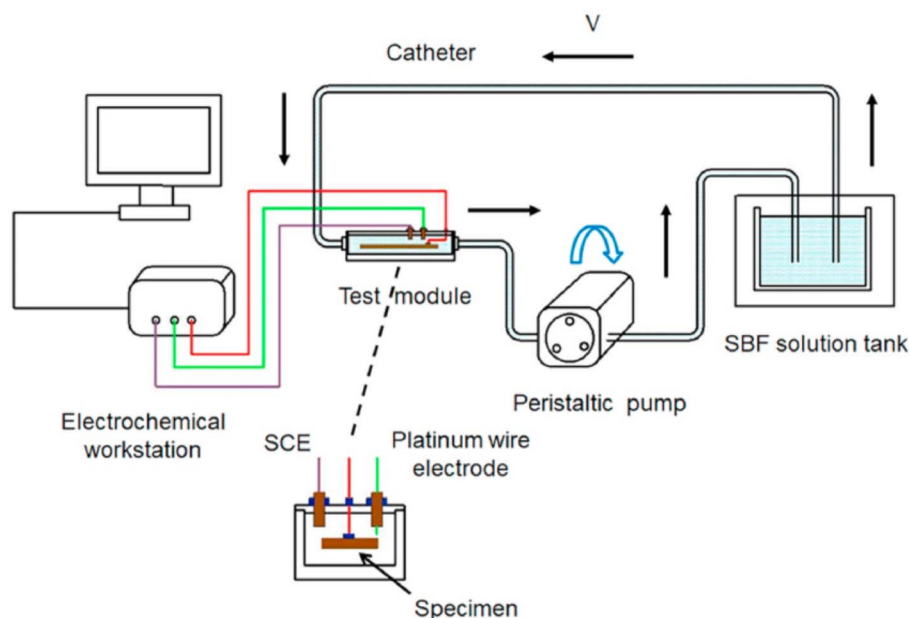 V
Catheter
Test module
SBF solution tank
Peristaltic pump
Electrochemical
workstation
SCE
Platinum wire
electrode
Specimen